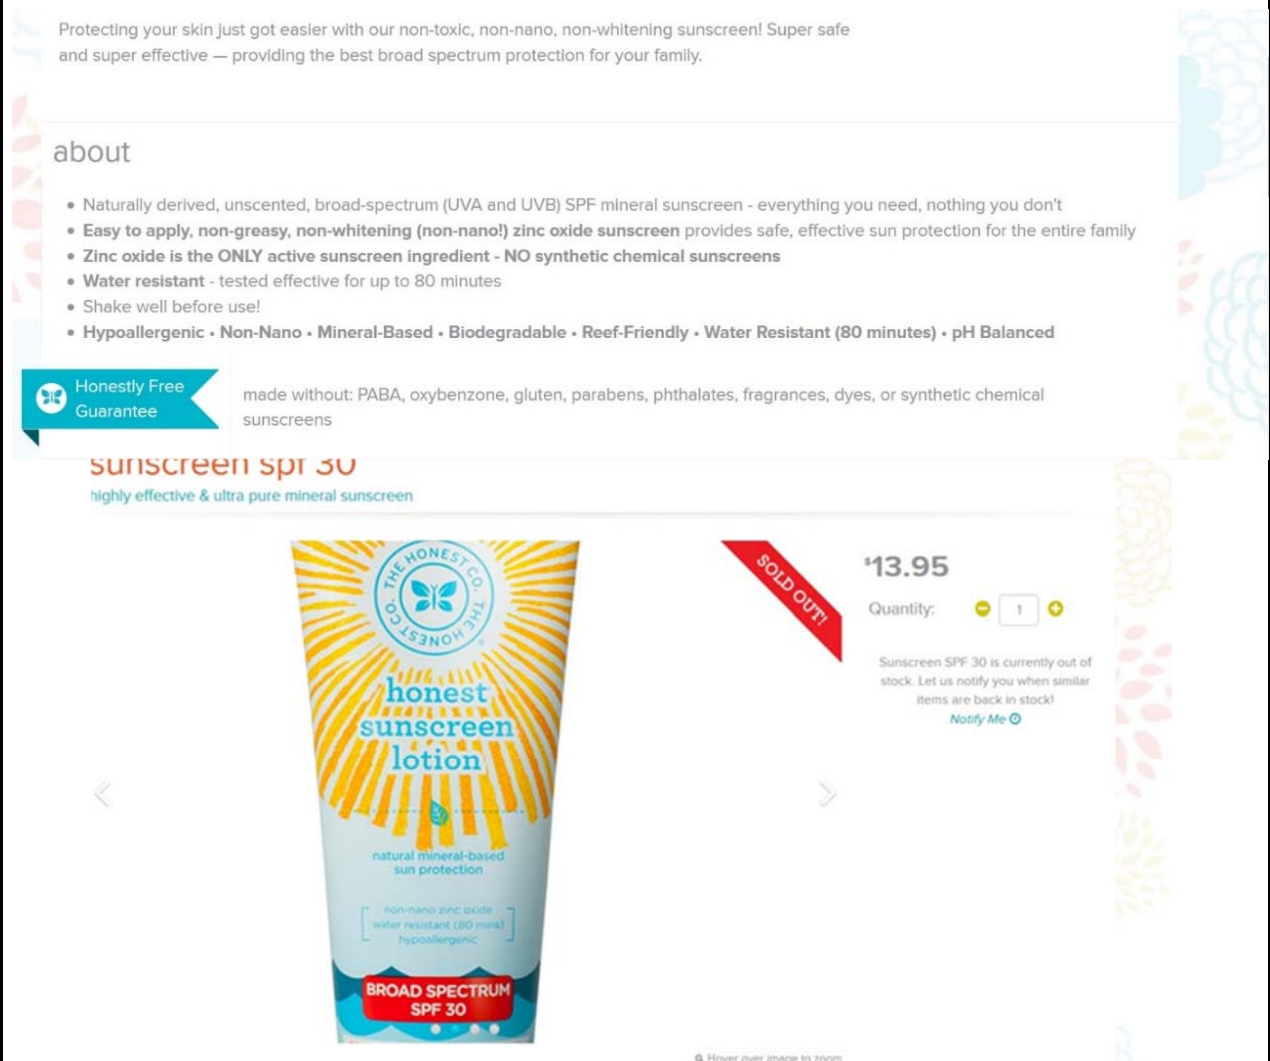 Protecting your skin just got easier with our non-toxic, non-nano, non-whitening sunscreen! Super safe
and super effective — providing the best broad spectrum protection for your family.
about
• Naturally derived, unscented, broad-spectrum (UVA and UVB) SPF mineral sunscreen - everything you need, nothing you don't
• Easy to apply, non-greasy, non-whitening (non-nano!) zinc oxide sunscreen provides safe, effective sun protection for the entire family
• Zinc oxide is the ONLY active sunscreen ingredient - NO synthetic chemical sunscreens
• Water resistant - tested effective for up to 80 minutes
• Shake well before use!
• Hypoallergenic • Non-Nano • Mineral-Based • Biodegradable • Reef-Friendly • Water Resistant (80 minutes) • pH Balanced
Honestly Free
Guarantee
made without: PABA, oxybenzone, gluten, parabens, phthalates, fragrances, dyes, or synthetic chemical
sunscreens
sunscreen spf 30
highly effective & ultra pure mineral sunscreen
THE HONEST CO. THE HONEST CO.
honest
sunscreen
lotion
natural mineral-based
sun protection
non-nano zinc oxide
water resistant (80 mins)
hypoallergenic
BROAD SPECTRUM
SPF 30
SOLD OUT!
$13.95
Quantity:
1
Sunscreen SPF 30 is currently out of
stock. Let us notify you when similar
items are back in stock!
Notify Me
Hover over image to zoom